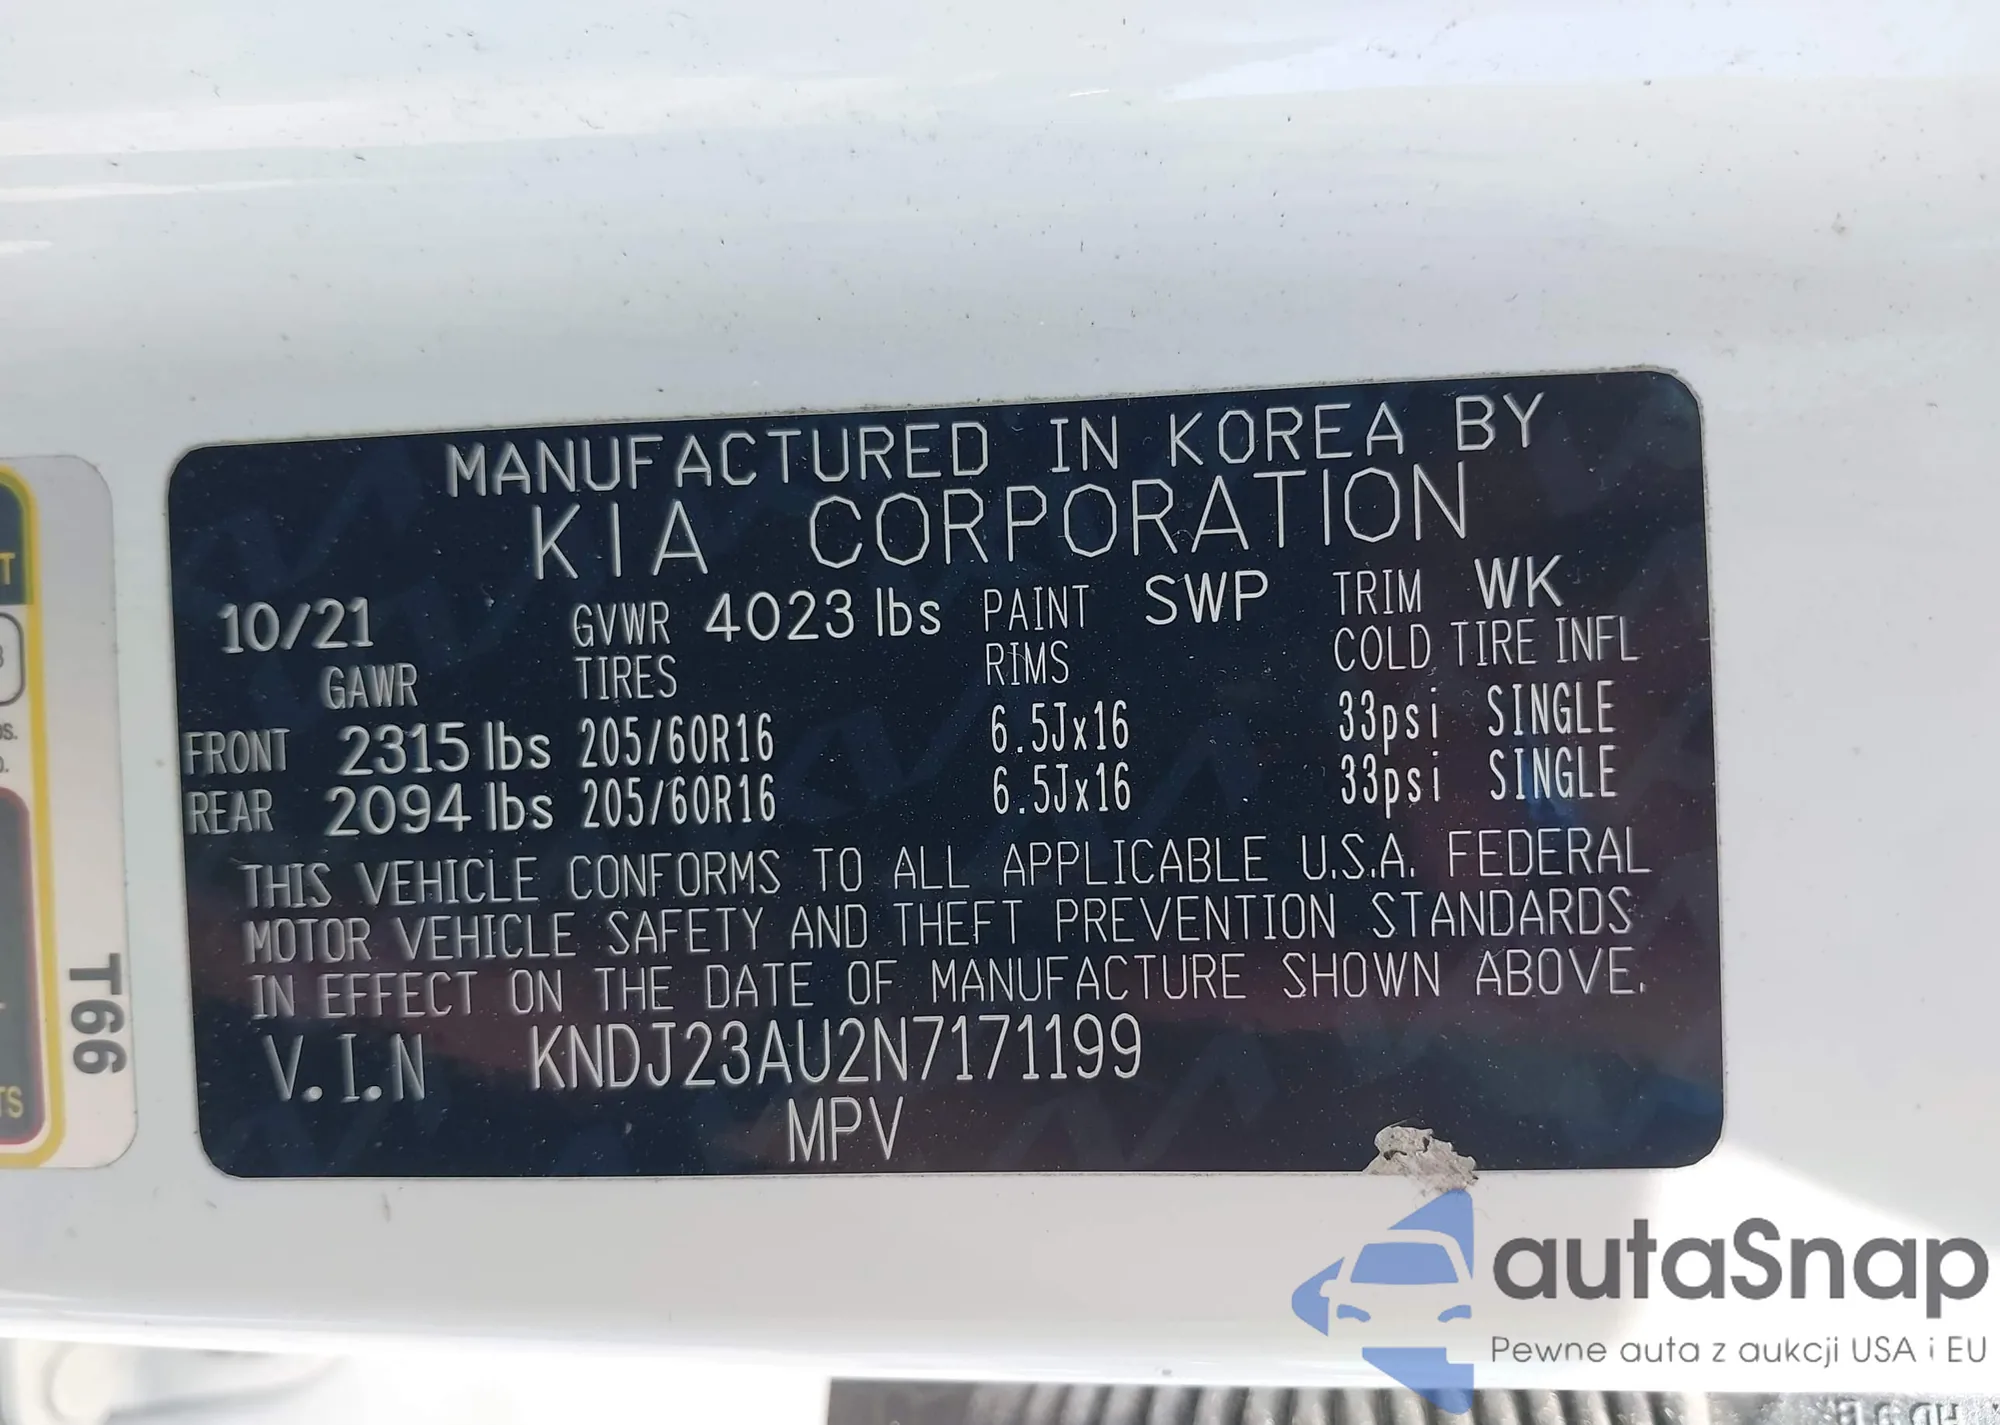 MANUFACTURED IN KOREA BY
KIA CORPORATION
10/21 GVWR 4023 lbs PAINT SWP TRIM WK
GAWR TIRES RIMS COLD TIRE INFL
FRONT 2315 lbs 205/60R16 6.5Jx16 33psi SINGLE
REAR 2094 lbs 205/60R16 6.5Jx16 33psi SINGLE
THIS VEHICLE CONFORMS TO ALL APPLICABLE U.S.A. FEDERAL
MOTOR VEHICLE SAFETY AND THEFT PREVENTION STANDARDS
IN EFFECT ON THE DATE OF MANUFACTURE SHOWN ABOVE.
V.I.N KNDJ23AU2N7171199
MPV
T66
autaSnap
Pewne auta z aukcji USA i EU